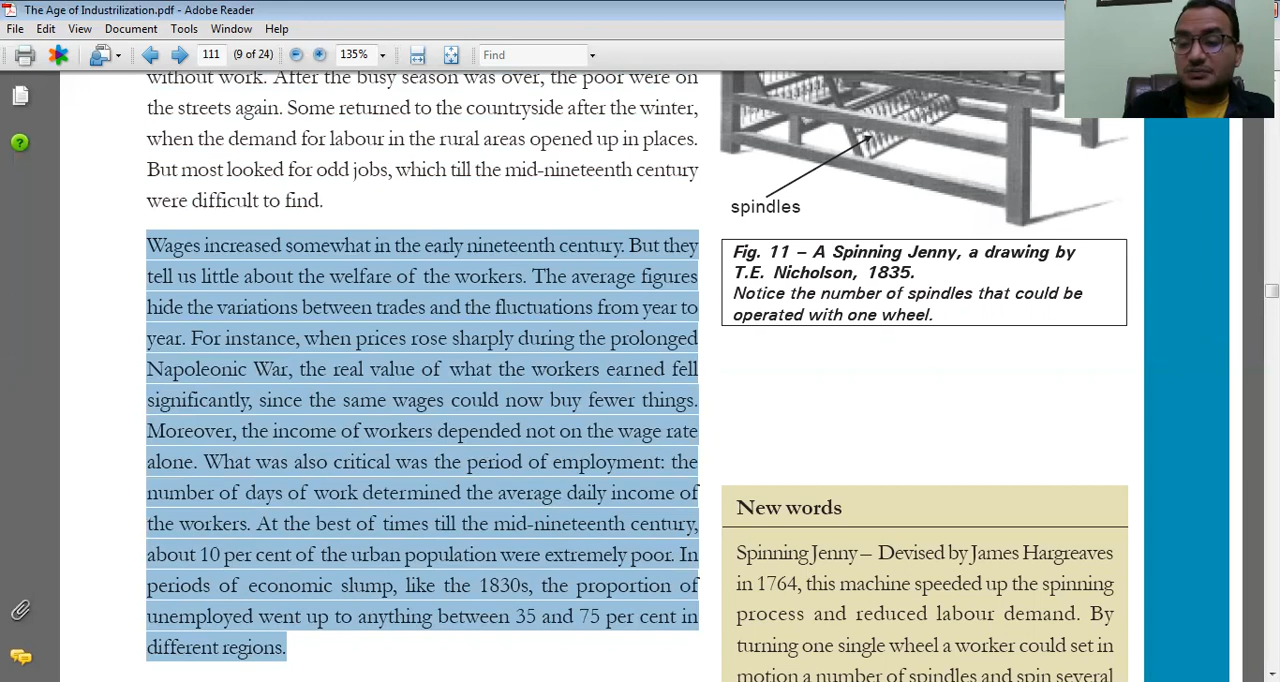 The Age of Industrilization.pdf - Adobe Reader
File Edit View Document Tools Window Help
111 (9 of 24) 135% Find
without work. After the busy season was over, the poor were on
the streets again. Some returned to the countryside after the winter,
when the demand for labour in the rural areas opened up in places.
But most looked for odd jobs, which till the mid-nineteenth century
were difficult to find.
Wages increased somewhat in the early nineteenth century. But they
tell us little about the welfare of the workers. The average figures
hide the variations between trades and the fluctuations from year to
year. For instance, when prices rose sharply during the prolonged
Napoleonic War, the real value of what the workers earned fell
significantly, since the same wages could now buy fewer things.
Moreover, the income of workers depended not on the wage rate
alone. What was also critical was the period of employment: the
number of days of work determined the average daily income of
the workers. At the best of times till the mid-nineteenth century,
about 10 per cent of the urban population were extremely poor. In
periods of economic slump, like the 1830s, the proportion of
unemployed went up to anything between 35 and 75 per cent in
different regions.
spindles
Fig. 11 – A Spinning Jenny, a drawing by
T.E. Nicholson, 1835.
Notice the number of spindles that could be
operated with one wheel.
New words
Spinning Jenny – Devised by James Hargreaves
in 1764, this machine speeded up the spinning
process and reduced labour demand. By
turning one single wheel a worker could set in
motion a number of spindles and spin several